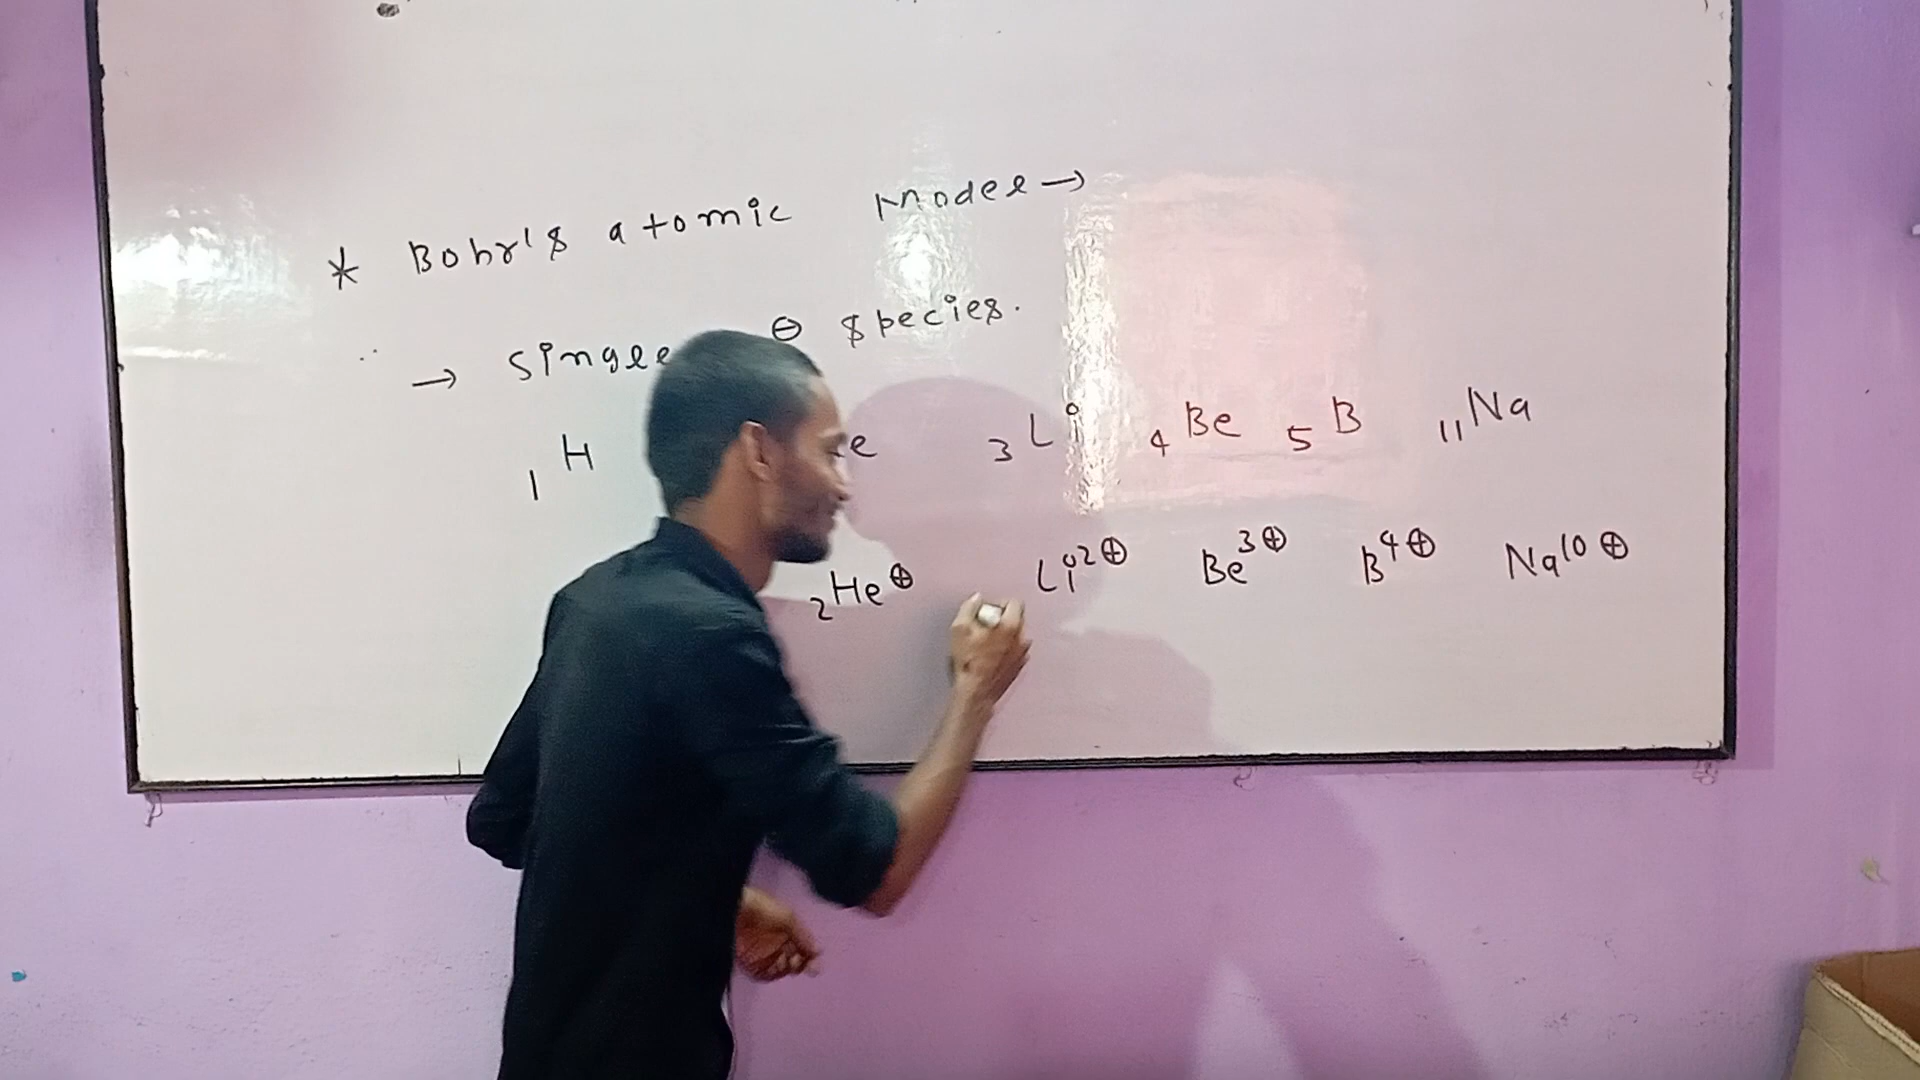 * Bohr's atomic Model →
→ Single ⊖ species.
₁H e ₃Li ₄Be ₅B ₁₁Na
₂He⊕ Li²⊕ Be³⊕ B⁴⊕ Na¹⁰⊕